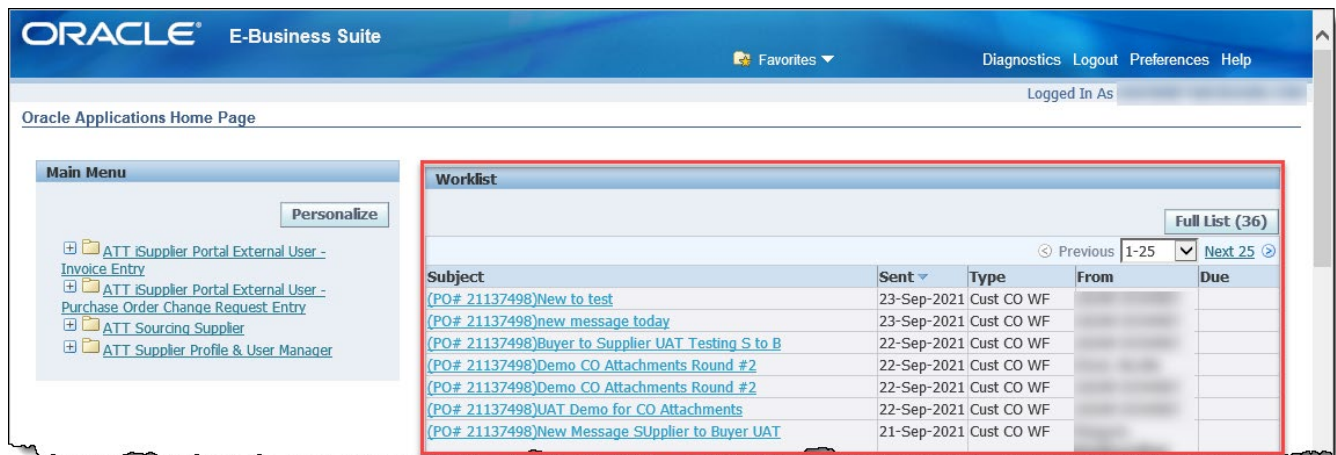 ORACLE® E-Business Suite
Favorites
Diagnostics Logout Preferences Help
Logged In As
Oracle Applications Home Page
Main Menu
Personalize
ATT iSupplier Portal External User -
Invoice Entry
ATT iSupplier Portal External User -
Purchase Order Change Request Entry
ATT Sourcing Supplier
ATT Supplier Profile & User Manager
Worklist
Full List (36)
Previous 1-25 Next 25
Subject Sent Type From Due
(PO# 21137498)New to test 23-Sep-2021 Cust CO WF
(PO# 21137498)new message today 23-Sep-2021 Cust CO WF
(PO# 21137498)Buyer to Supplier UAT Testing S to B 22-Sep-2021 Cust CO WF
(PO# 21137498)Demo CO Attachments Round #2 22-Sep-2021 Cust CO WF
(PO# 21137498)Demo CO Attachments Round #2 22-Sep-2021 Cust CO WF
(PO# 21137498)UAT Demo for CO Attachments 22-Sep-2021 Cust CO WF
(PO# 21137498)New Message SUpplier to Buyer UAT 21-Sep-2021 Cust CO WF